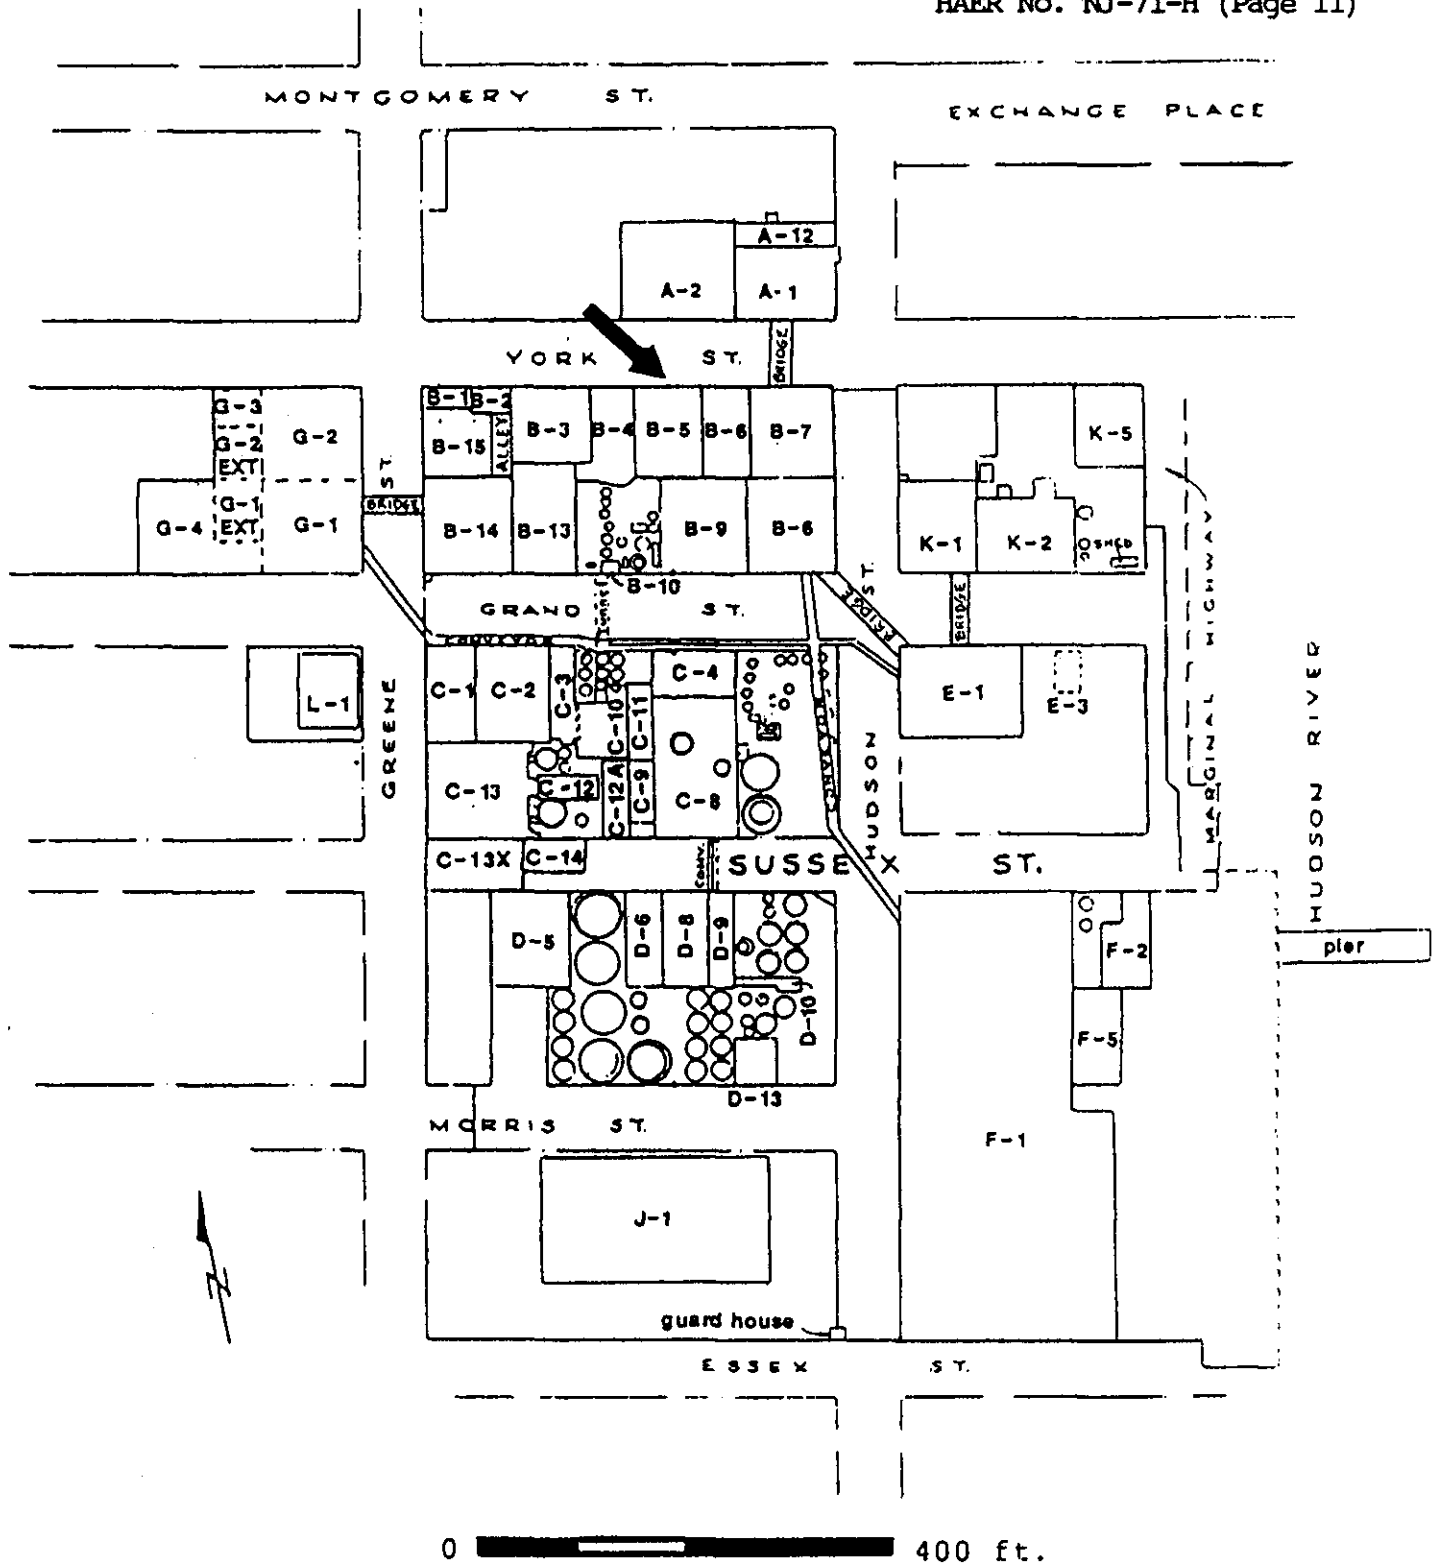 HAER No. NJ-71-H (Page 11)
MONTGOMERY ST.
EXCHANGE PLACE
A-12
A-2
A-1
YORK ST.
BRIDGE
B-1
B-2
B-3
B-4
B-5
B-6
B-7
B-15
ALLEY
G-3
G-2
EXT
G-2
ST.
BRIDGE
G-4
G-1
EXT
G-1
B-14
B-13
B-9
B-6
B-10
K-5
K-1
K-2
SHED
GRAND ST.
BRIDGE
ST.
BRIDGE
MARGINAL HIGHWAY
HUDSON RIVER
L-1
GREENE
C-1
C-2
C-3
C-10
C-11
C-4
E-1
E-3
C-13
C-12
C-12A
C-9
C-8
HUDSON
C-13X
C-14
CONV.
SUSSEX ST.
D-5
D-6
D-8
D-9
D-10
F-2
pier
F-5
D-13
MORRIS ST.
F-1
J-1
N
guard house
ESSEX ST.
0 400 ft.